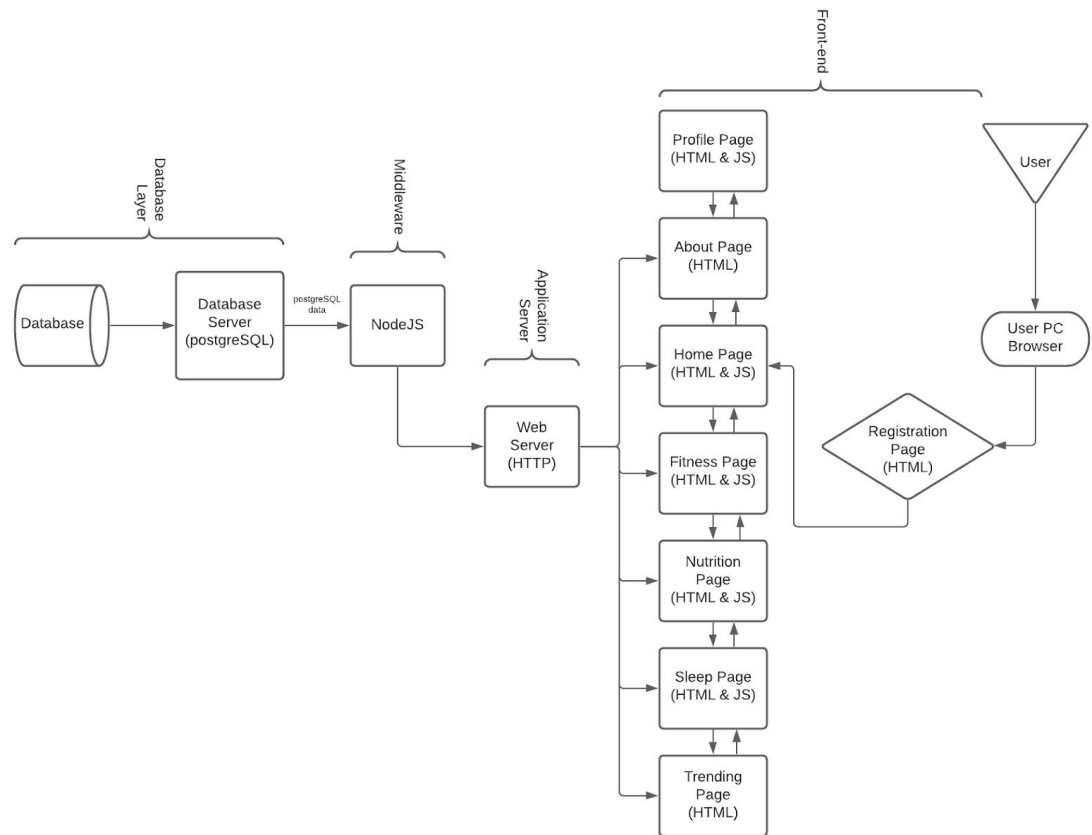 Front-end
Profile Page
(HTML & JS)
User
Database
Layer
Middleware
About Page
(HTML)
Application
Server
Database
Database
Server
(postgreSQL)
postgreSQL
data
NodeJS
Home Page
(HTML & JS)
User PC
Browser
Web
Server
(HTTP)
Registration
Page
(HTML)
Fitness Page
(HTML & JS)
Nutrition
Page
(HTML & JS)
Sleep Page
(HTML & JS)
Trending
Page
(HTML)